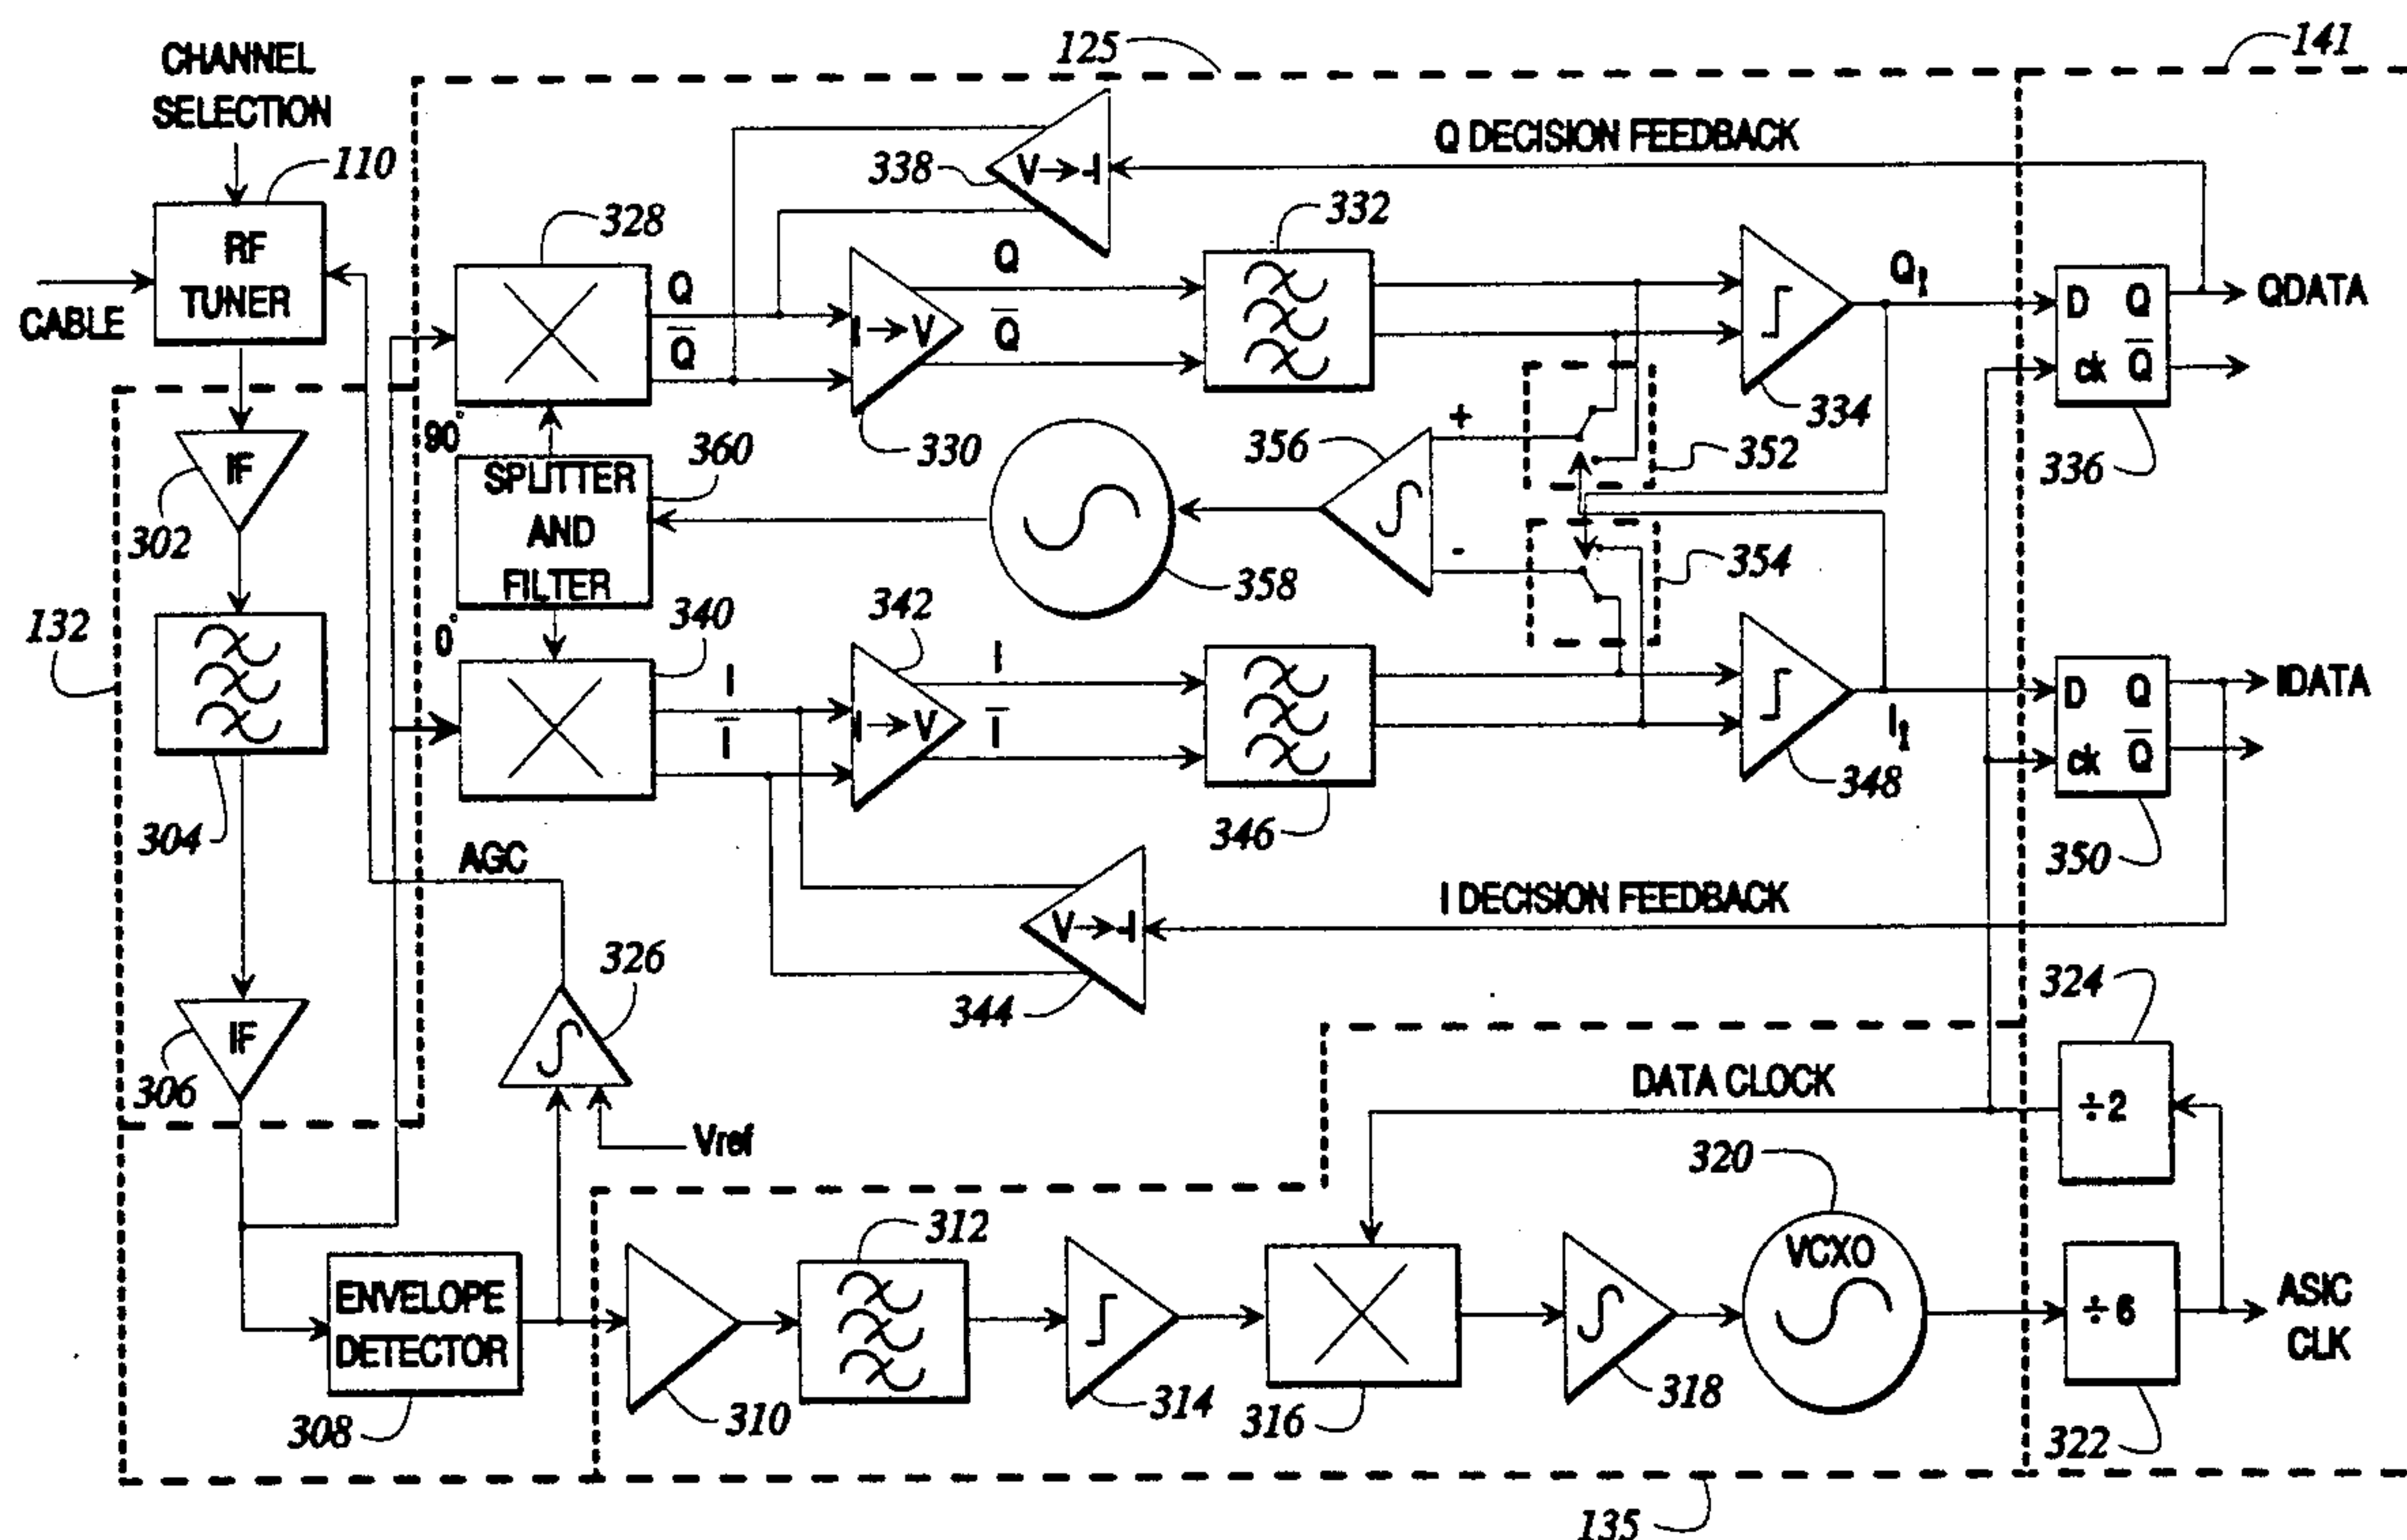 125
141
CHANNEL
SELECTION
Q DECISION FEEDBACK
110
338
V→-I
RF
TUNER
328
332
CABLE
Q
Q̅
I→V
Q
Q̅
Q1
D Q
ck Q̅
QDATA
90°
330
334
336
IF
302
SPLITTER
AND
FILTER
360
356
+
-
352
354
358
132
0°
340
342
I
I̅
I→V
I
I̅
I1
D Q
ck Q̅
IDATA
304
346
348
350
AGC
I DECISION FEEDBACK
V→-I
326
344
324
IF
306
DATA CLOCK
÷2
Vref
320
312
VCXO
ENVELOPE
DETECTOR
÷6
ASIC
CLK
308
310
314
316
318
322
135